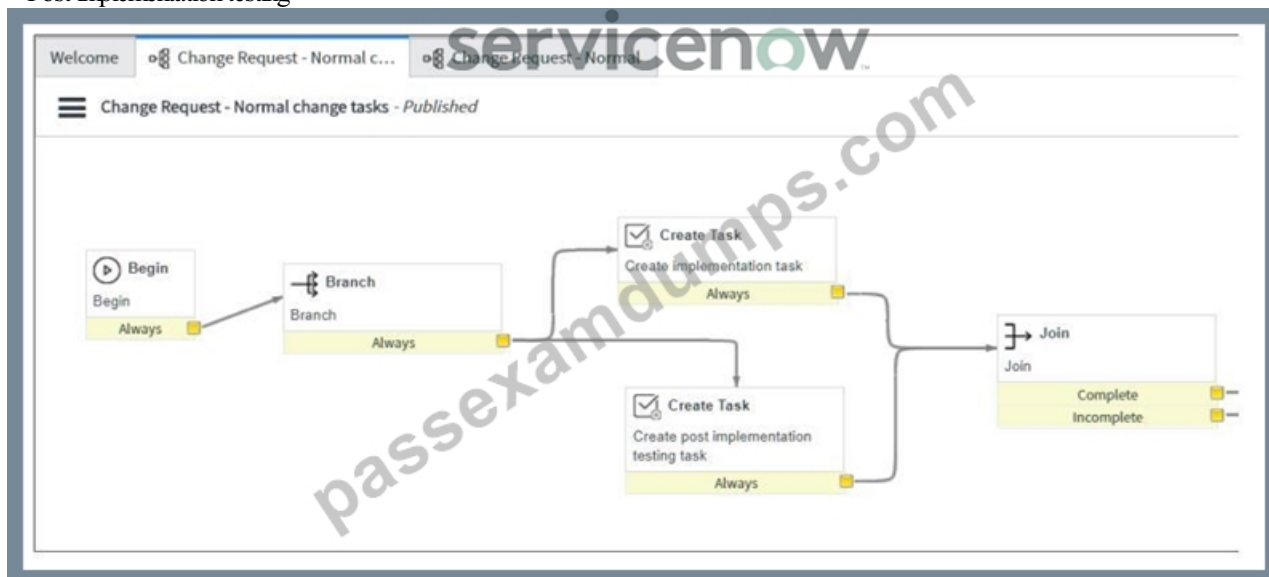 Post implementation testing
servicenow
Welcome
Change Request - Normal c...
Change Request - Normal
Change Request - Normal change tasks - Published
Begin
Begin
Always
Branch
Branch
Always
Create Task
Create implementation task
Always
Create Task
Create post implementation
testing task
Always
Join
Join
Complete
Incomplete
passexamdumps.com